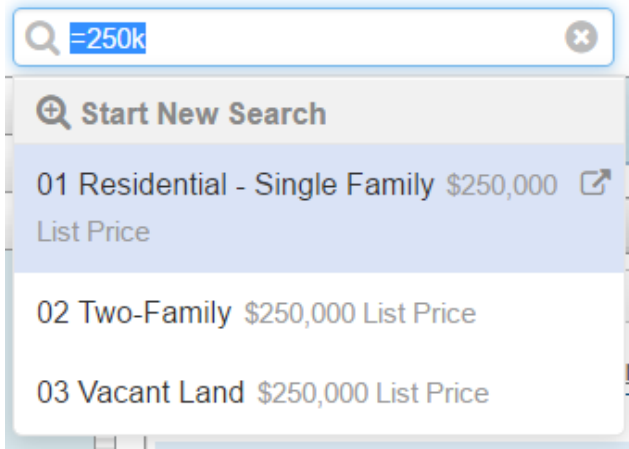 =250k
Start New Search
01 Residential - Single Family $250,000
List Price
02 Two-Family $250,000 List Price
03 Vacant Land $250,000 List Price